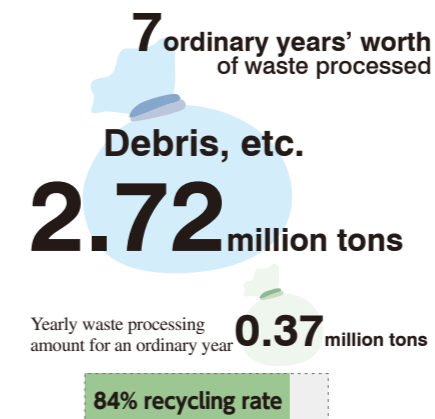 7 ordinary years’ worth
of waste processed
Debris, etc.
2.72 million tons
Yearly waste processing
amount for an ordinary year 0.37 million tons
84% recycling rate